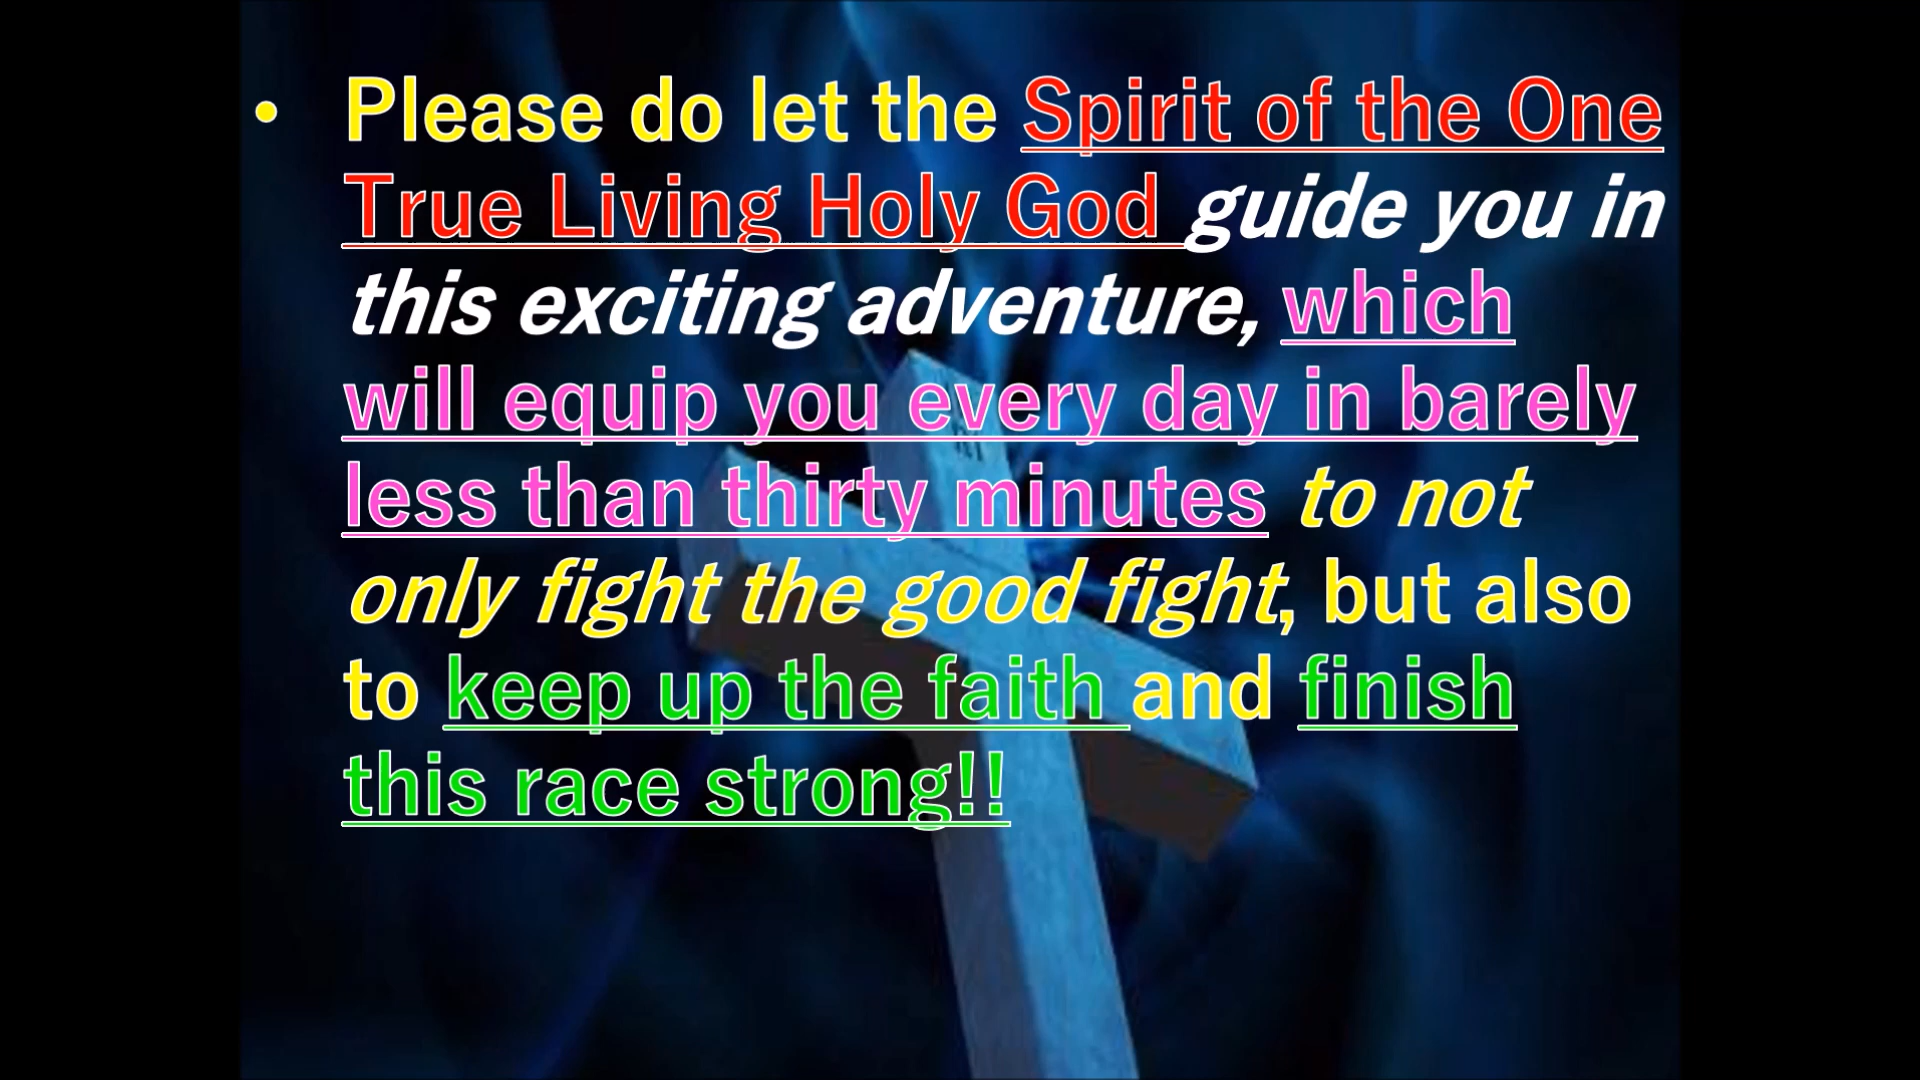 • Please do let the Spirit of the One
True Living Holy God guide you in
this exciting adventure, which
will equip you every day in barely
less than thirty minutes to not
only fight the good fight, but also
to keep up the faith and finish
this race strong!!